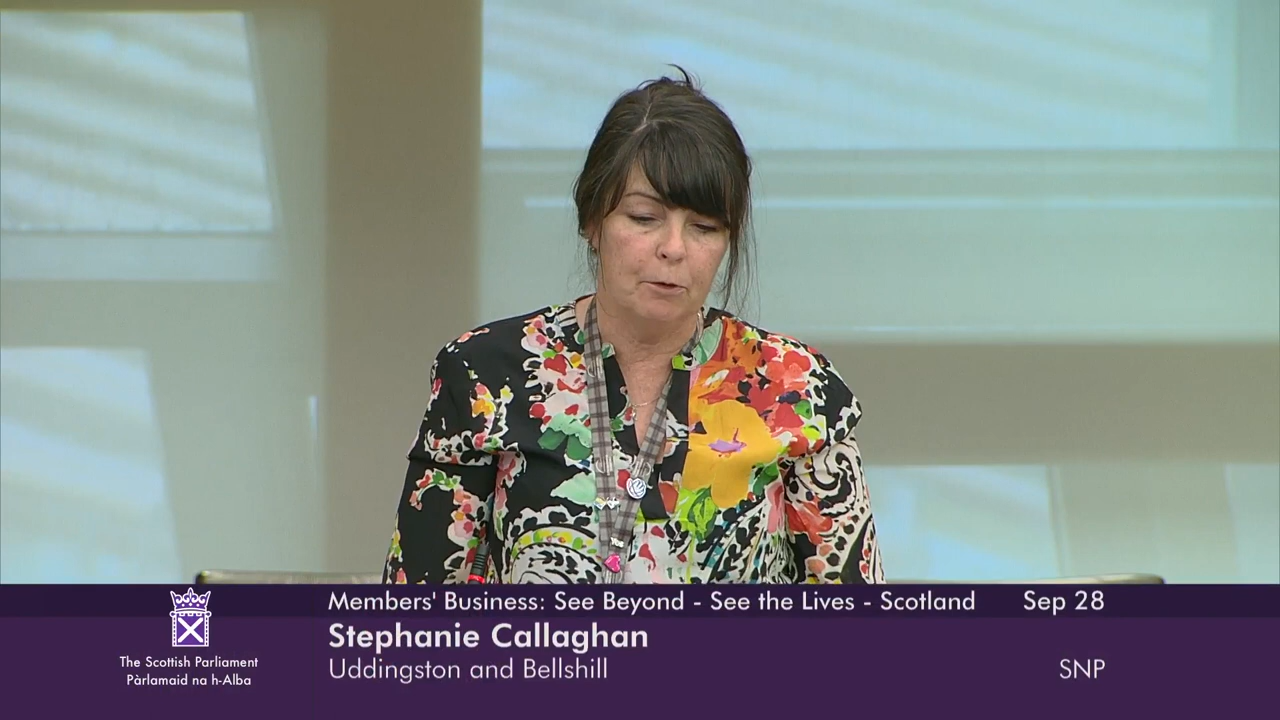 Members' Business: See Beyond - See the Lives - Scotland Sep 28
Stephanie Callaghan
Uddingston and Bellshill SNP
The Scottish Parliament
Pàrlamaid na h-Alba